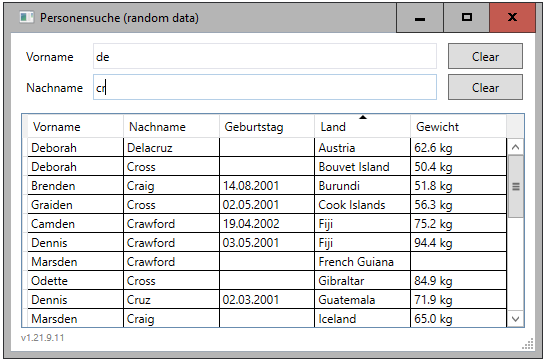 Personensuche (random data)
Vorname de Clear
Nachname cr Clear
Vorname Nachname Geburtstag Land Gewicht
Deborah Delacruz Austria 62.6 kg
Deborah Cross Bouvet Island 50.4 kg
Brenden Craig 14.08.2001 Burundi 51.8 kg
Graiden Cross 02.05.2001 Cook Islands 56.3 kg
Camden Crawford 19.04.2002 Fiji 75.2 kg
Dennis Crawford 03.05.2001 Fiji 94.4 kg
Marsden Crawford French Guiana
Odette Cross Gibraltar 84.9 kg
Dennis Cruz 02.03.2001 Guatemala 71.9 kg
Marsden Craig Iceland 65.0 kg
v1.21.9.11